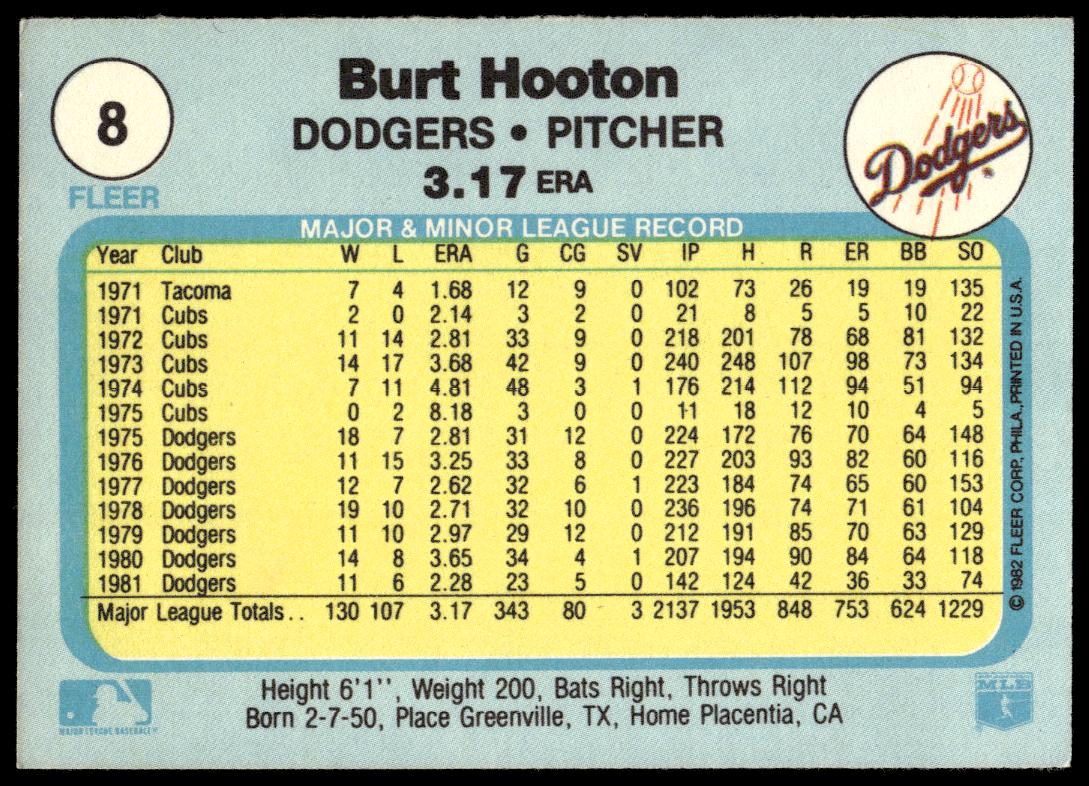 8
FLEER
Burt Hooton
DODGERS • PITCHER
3.17 ERA
Dodgers
MAJOR & MINOR LEAGUE RECORD
Year Club W L ERA G CG SV IP H R ER BB SO
1971 Tacoma 7 4 1.68 12 9 0 102 73 26 19 19 135
1971 Cubs 2 0 2.14 3 2 0 21 8 5 5 10 22
1972 Cubs 11 14 2.81 33 9 0 218 201 78 68 81 132
1973 Cubs 14 17 3.68 42 9 0 240 248 107 98 73 134
1974 Cubs 7 11 4.81 48 3 1 176 214 112 94 51 94
1975 Cubs 0 2 8.18 3 0 0 11 18 12 10 4 5
1975 Dodgers 18 7 2.81 31 12 0 224 172 76 70 64 148
1976 Dodgers 11 15 3.25 33 8 0 227 203 93 82 60 116
1977 Dodgers 12 7 2.62 32 6 1 223 184 74 65 60 153
1978 Dodgers 19 10 2.71 32 10 0 236 196 74 71 61 104
1979 Dodgers 11 10 2.97 29 12 0 212 191 85 70 63 129
1980 Dodgers 14 8 3.65 34 4 1 207 194 90 84 64 118
1981 Dodgers 11 6 2.28 23 5 0 142 124 42 36 33 74
Major League Totals.. 130 107 3.17 343 80 3 2137 1953 848 753 624 1229
© 1982 FLEER CORP., PHILA., PRINTED IN U.S.A.
Height 6'1'', Weight 200, Bats Right, Throws Right
Born 2-7-50, Place Greenville, TX, Home Placentia, CA
MAJOR LEAGUE BASEBALL
MLB